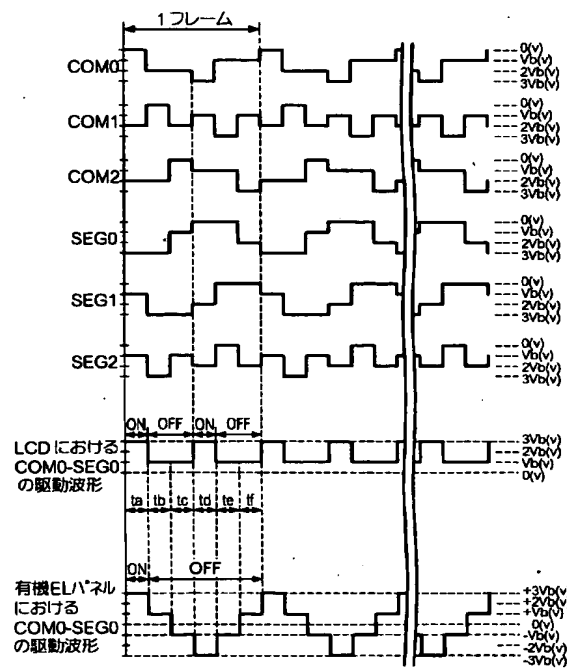 1フレーム
COM0
0(v)
Vb(v)
2Vb(v)
3Vb(v)
COM1
0(v)
Vb(v)
2Vb(v)
3Vb(v)
COM2
0(v)
Vb(v)
2Vb(v)
3Vb(v)
SEG0
0(v)
Vb(v)
2Vb(v)
3Vb(v)
SEG1
0(v)
Vb(v)
2Vb(v)
3Vb(v)
SEG2
0(v)
Vb(v)
2Vb(v)
3Vb(v)
ON OFF ON OFF
LCDにおける
COM0-SEG0
の駆動波形
3Vb(v)
2Vb(v)
Vb(v)
0(v)
ta tb tc td te tf
ON OFF
有機ELパネル
における
COM0-SEG0
の駆動波形
+3Vb(v
+2Vb(v
+Vb(v)
0(v)
-Vb(v
-2Vb(v
-3Vb(v